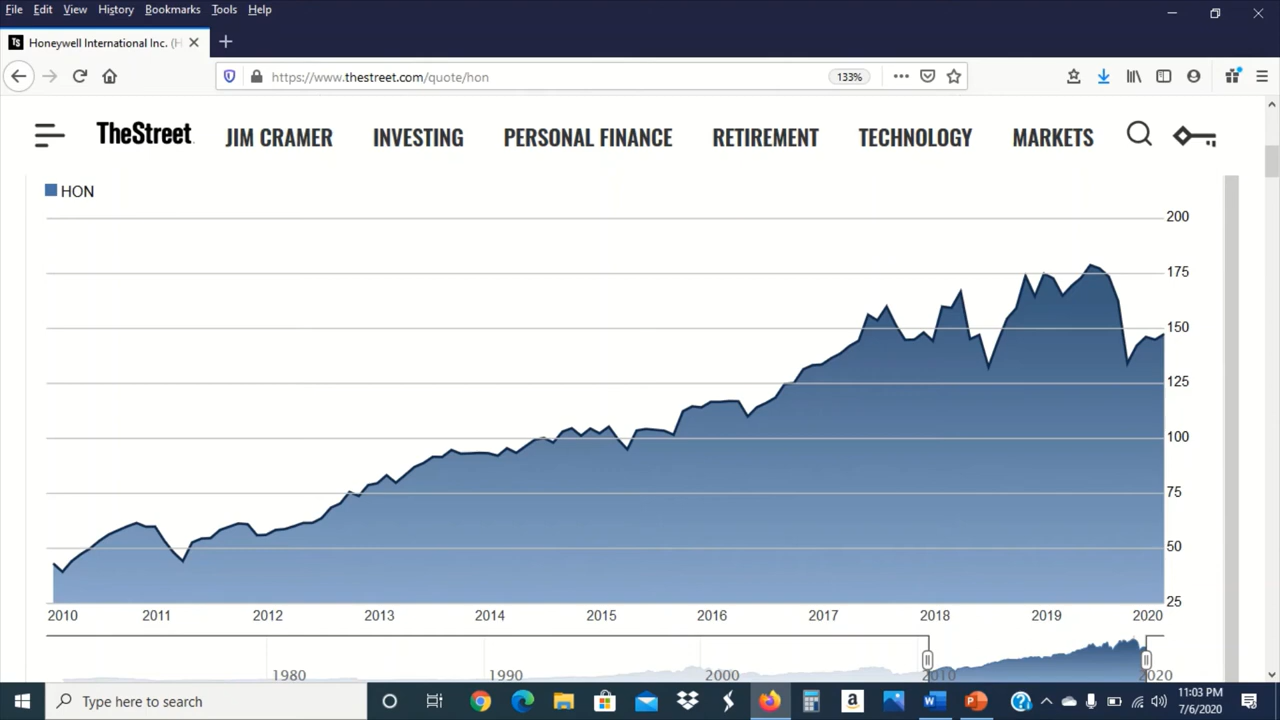 File Edit View History Bookmarks Tools Help
TS Honeywell International Inc. (H
https://www.thestreet.com/quote/hon 133%
TheStreet JIM CRAMER INVESTING PERSONAL FINANCE RETIREMENT TECHNOLOGY MARKETS
HON
200
175
150
125
100
75
50
25
2010 2011 2012 2013 2014 2015 2016 2017 2018 2019 2020
1980 1990 2000 2010 2020
Type here to search
11:03 PM
7/6/2020